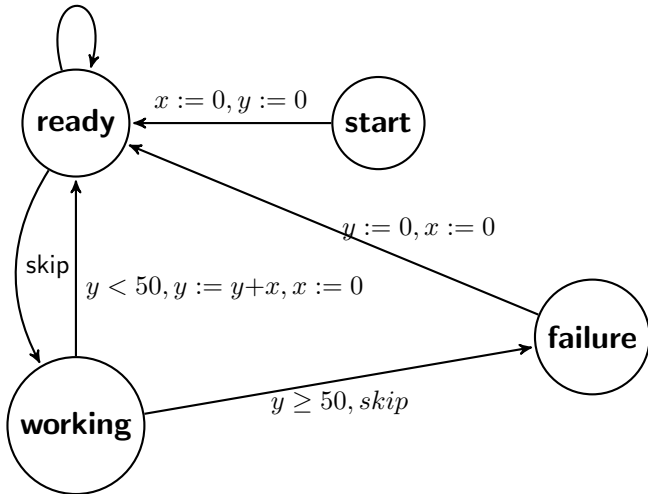 x := 0, y := 0
ready
start
y := 0, x := 0
skip
y < 50, y := y+x, x := 0
failure
y ≥ 50, skip
working